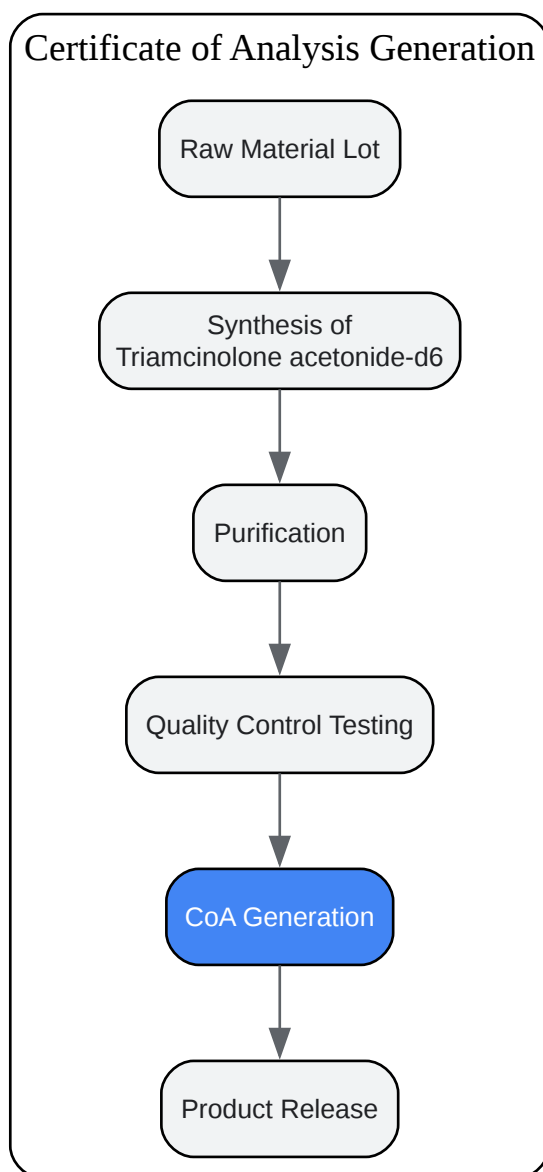 Certificate of Analysis Generation
Raw Material Lot
Synthesis of
Triamcinolone acetonide-d6
Purification
Quality Control Testing
CoA Generation
Product Release